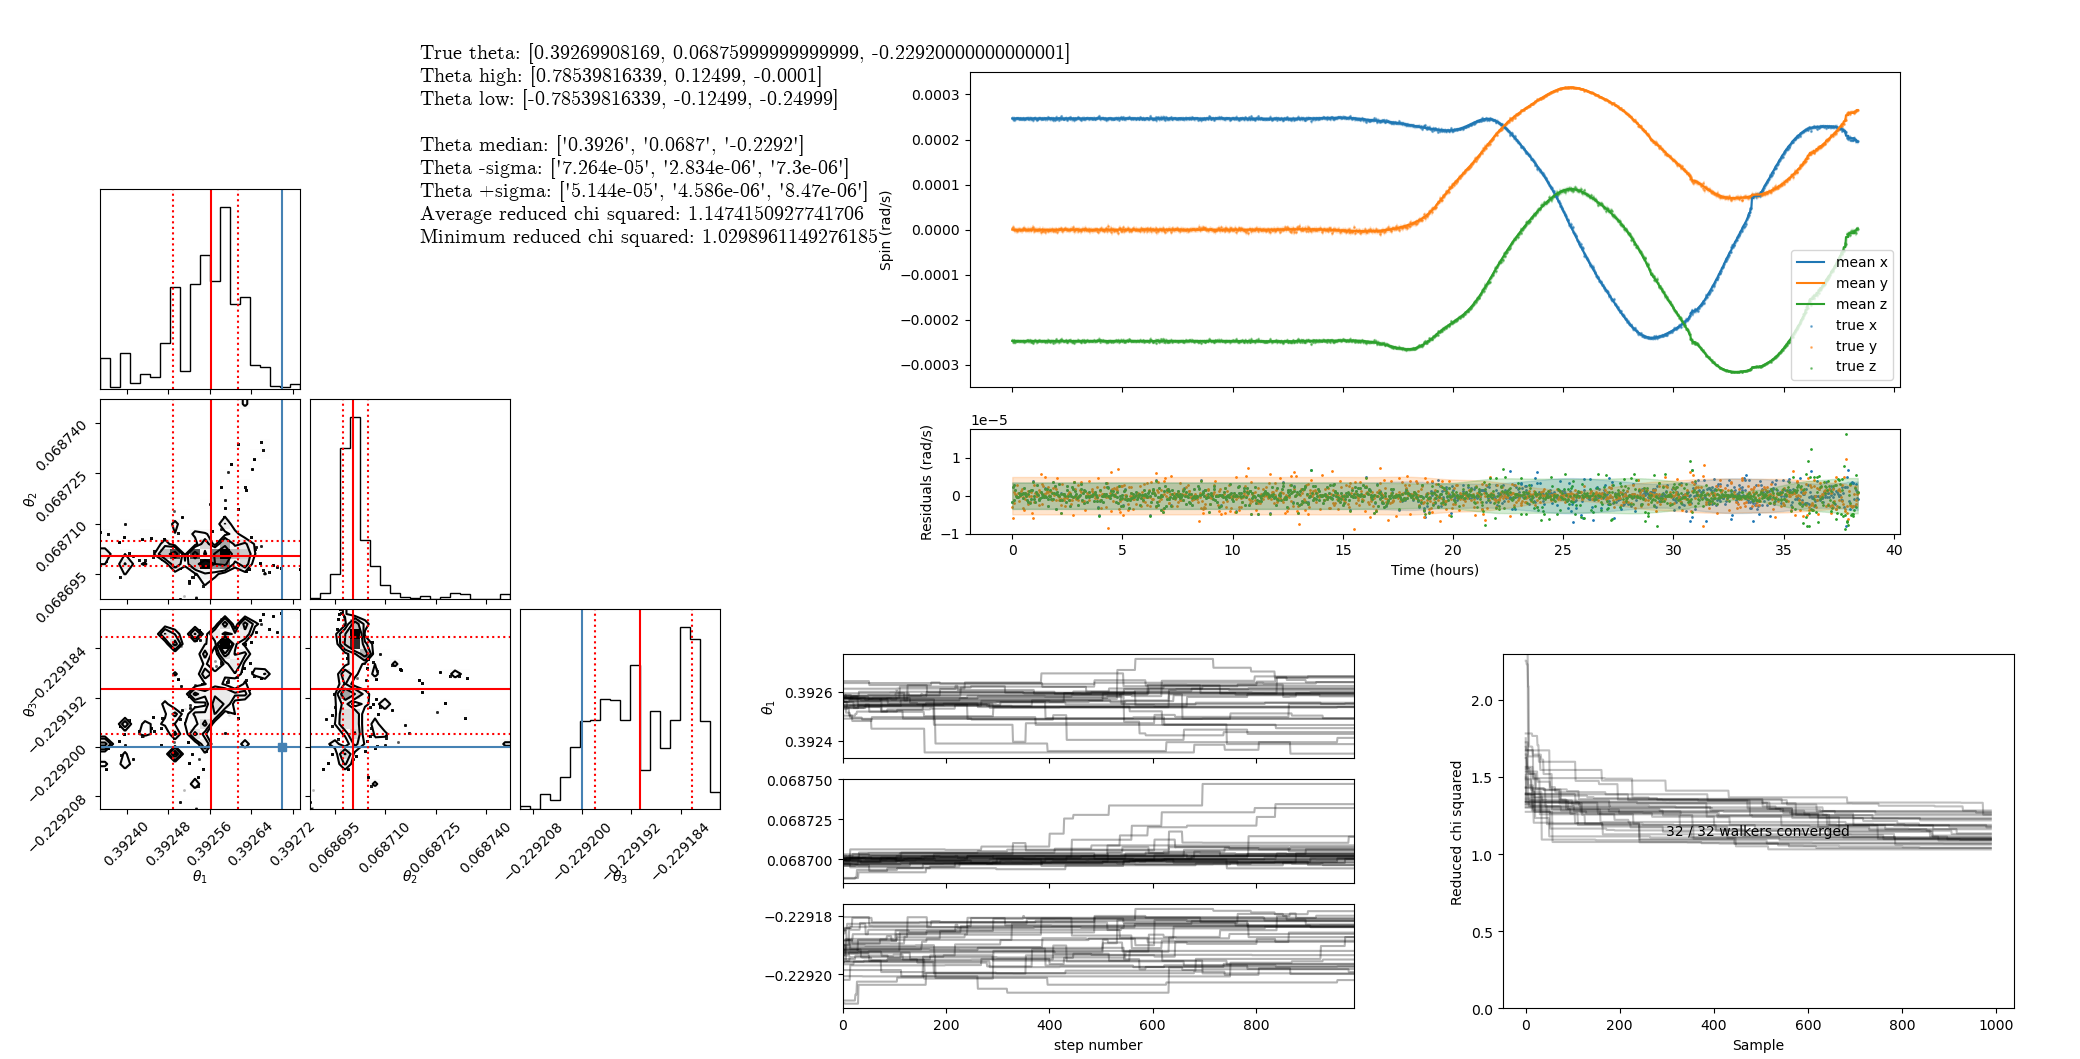 True theta: [0.39269908169, 0.06875999999999999, -0.22920000000000001]
Theta high: [0.78539816339, 0.12499, -0.0001]
Theta low: [-0.78539816339, -0.12499, -0.24999]
Theta median: ['0.3926', '0.0687', '-0.2292']
Theta -sigma: ['7.264e-05', '2.834e-06', '7.3e-06']
Theta +sigma: ['5.144e-05', '4.586e-06', '8.47e-06']
Average reduced chi squared: 1.1474150927741706
Minimum reduced chi squared: 1.0298961149276185
0.0003
0.0002
0.0001
0.0000
−0.0001
−0.0002
−0.0003
Spin (rad/s)
mean x
mean y
mean z
true x
true y
true z
1e−5
1
0
−1
Residuals (rad/s)
0 5 10 15 20 25 30 35 40
Time (hours)
θ2
0.068740
0.068725
0.068710
0.068695
θ3
−0.229184
−0.229192
−0.229200
−0.229208
0.39240 0.39248 0.39256 0.39264 0.39272
θ1
0.068695 0.068710 0.068725 0.068740
θ2
−0.229208 −0.229200 −0.229192 −0.229184
θ3
θ1
0.3926
0.3924
0.068750
0.068725
0.068700
−0.22918
−0.22920
0 200 400 600 800
step number
Reduced chi squared
2.0
1.5
1.0
0.5
0.0
32 / 32 walkers converged
0 200 400 600 800 1000
Sample